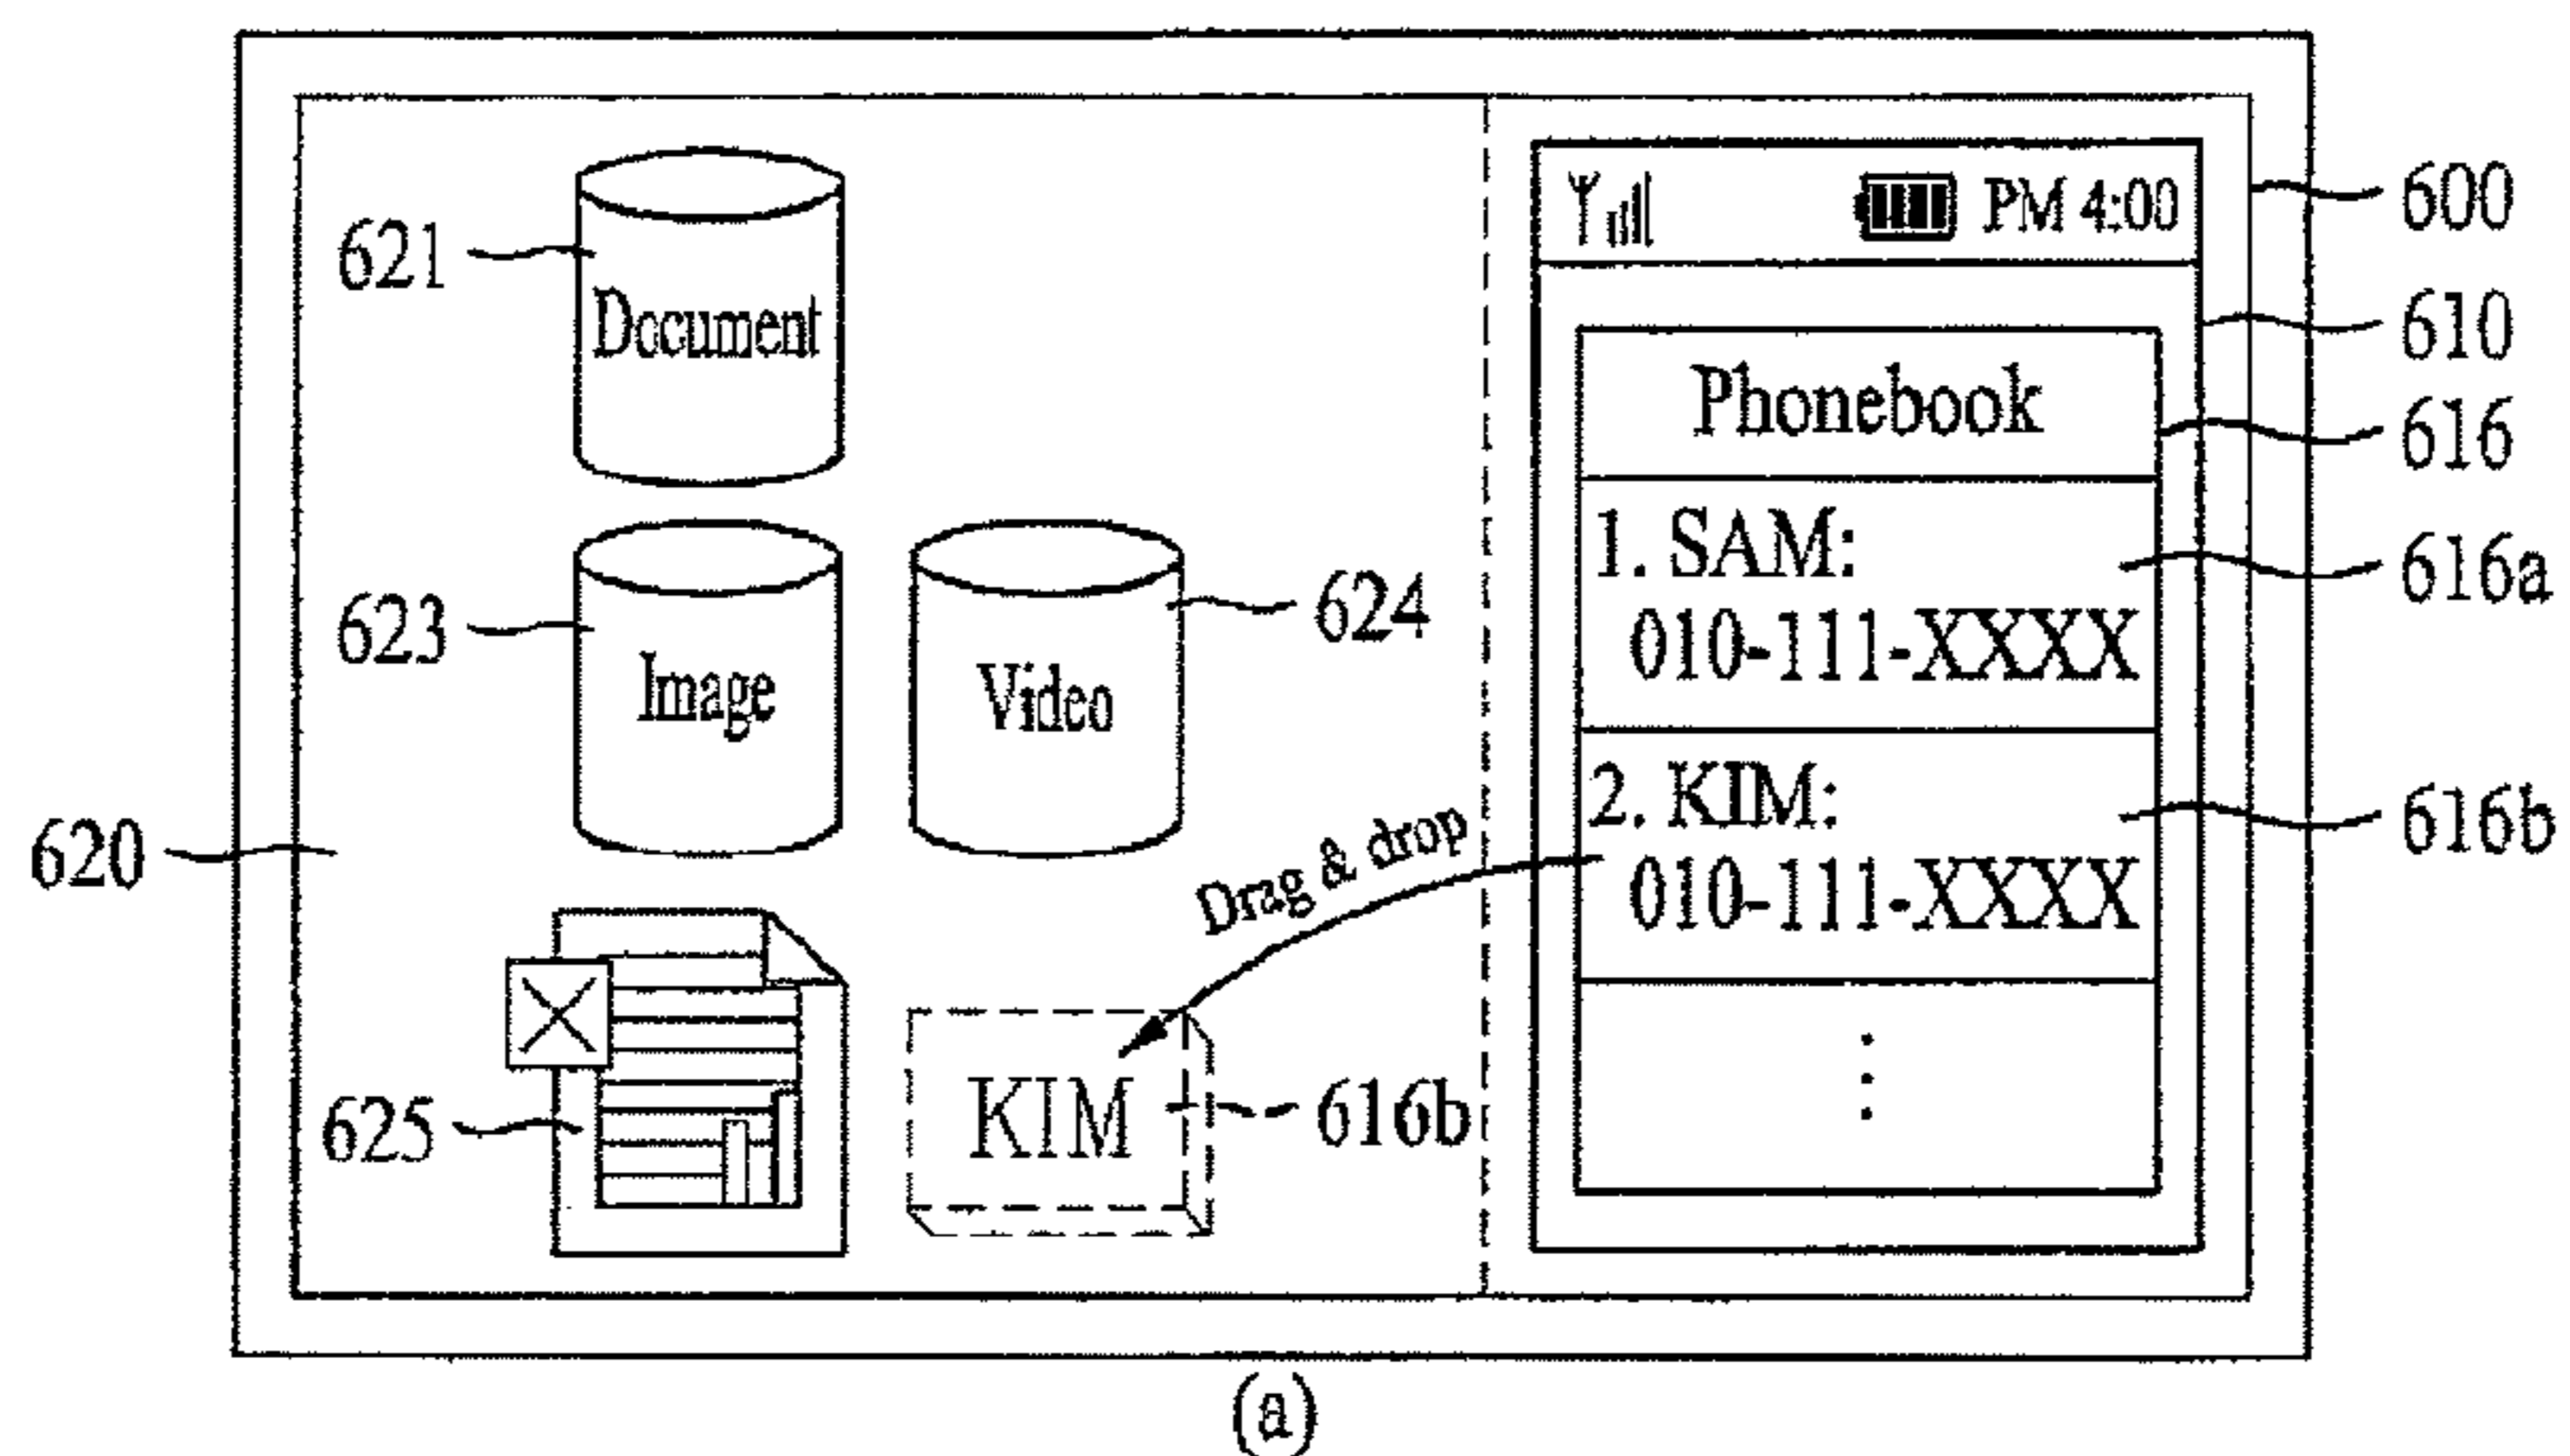 PM 4:00
600
621
Document
610
Phonebook
616
1. SAM:
010-111-XXXX
616a
623
Image
624
Video
2. KIM:
010-111-XXXX
616b
620
Drag & drop
625
KIM
616b
(a)